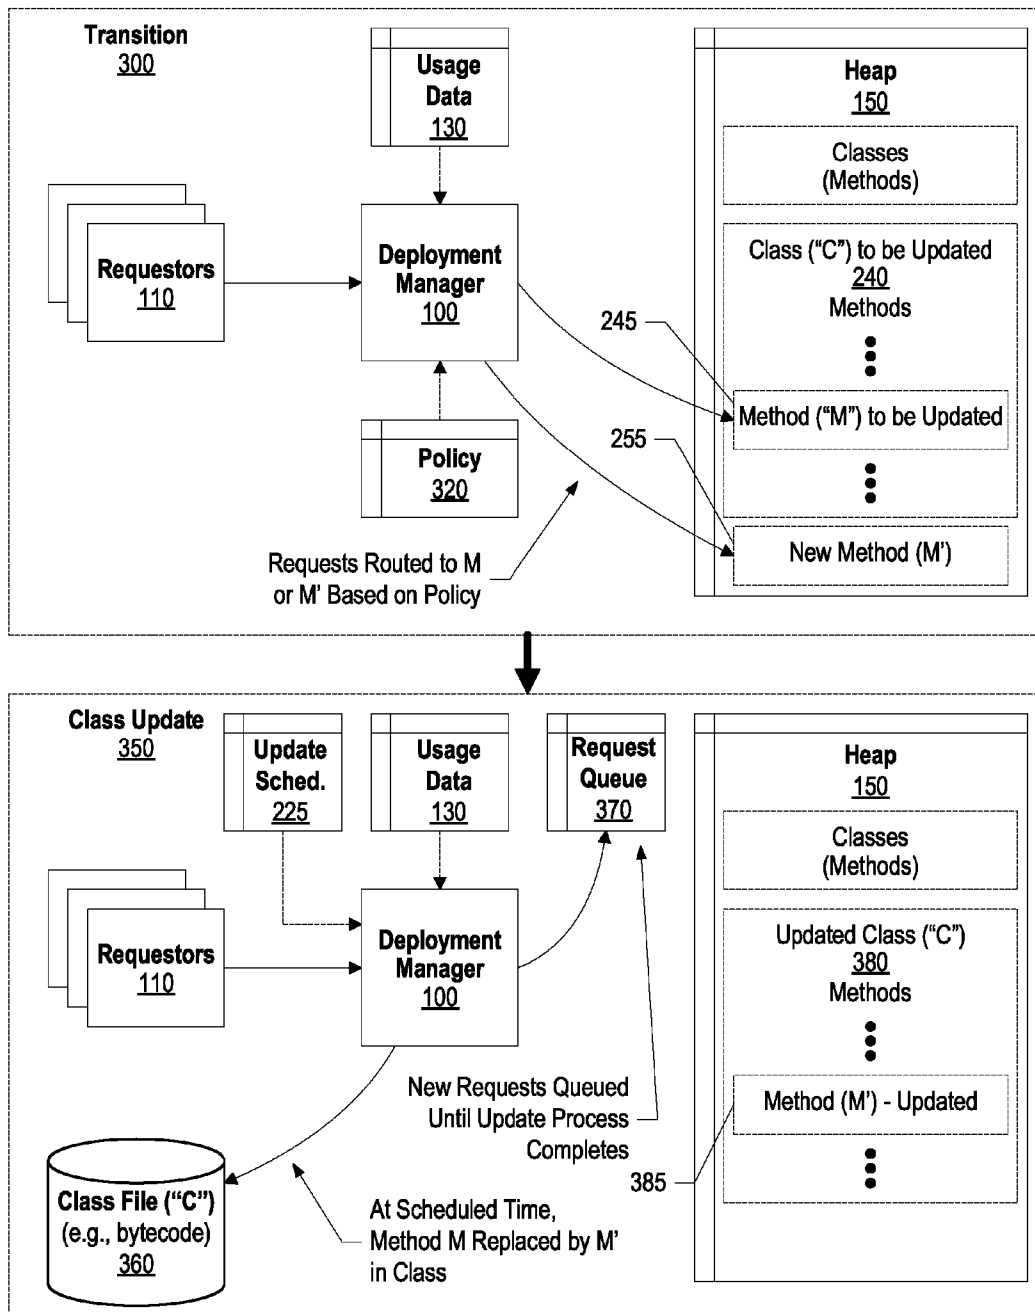 Transition
300
Usage
Data
130
Requestors
110
Deployment
Manager
100
Policy
320
Requests Routed to M
or M' Based on Policy
245
255
Heap
150
Classes
(Methods)
Class (“C”) to be Updated
240
Methods
Method (“M”) to be Updated
New Method (M')
Class Update
350
Update
Sched.
225
Usage
Data
130
Request
Queue
370
Requestors
110
Deployment
Manager
100
New Requests Queued
Until Update Process
Completes
Class File (“C”)
(e.g., bytecode)
360
At Scheduled Time,
Method M Replaced by M'
in Class
385
Heap
150
Classes
(Methods)
Updated Class (“C”)
380
Methods
Method (M') - Updated